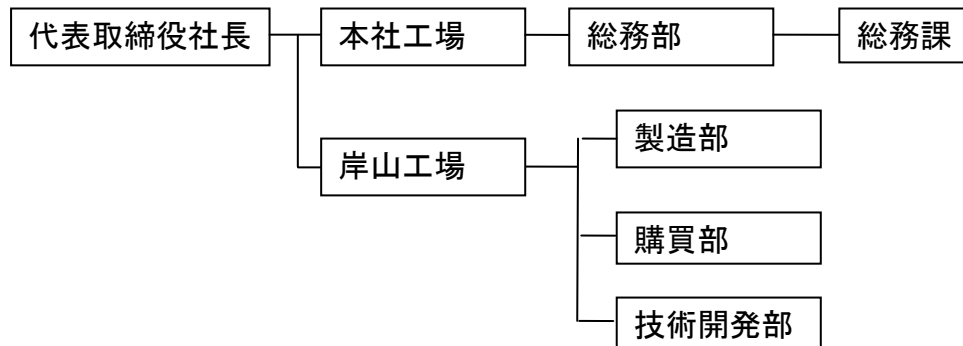 代表取締役社長
本社工場
総務部
総務課
岸山工場
製造部
購買部
技術開発部